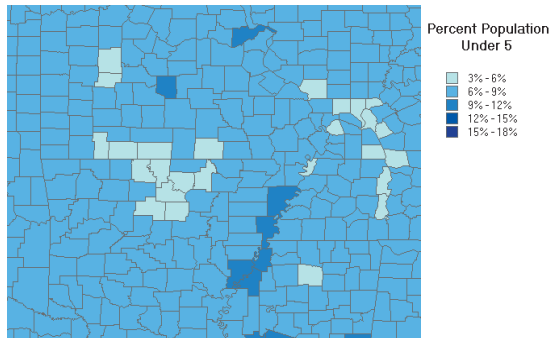 Percent Population
Under 5
3%-6%
6%-9%
9%-12%
12%-15%
15%-18%